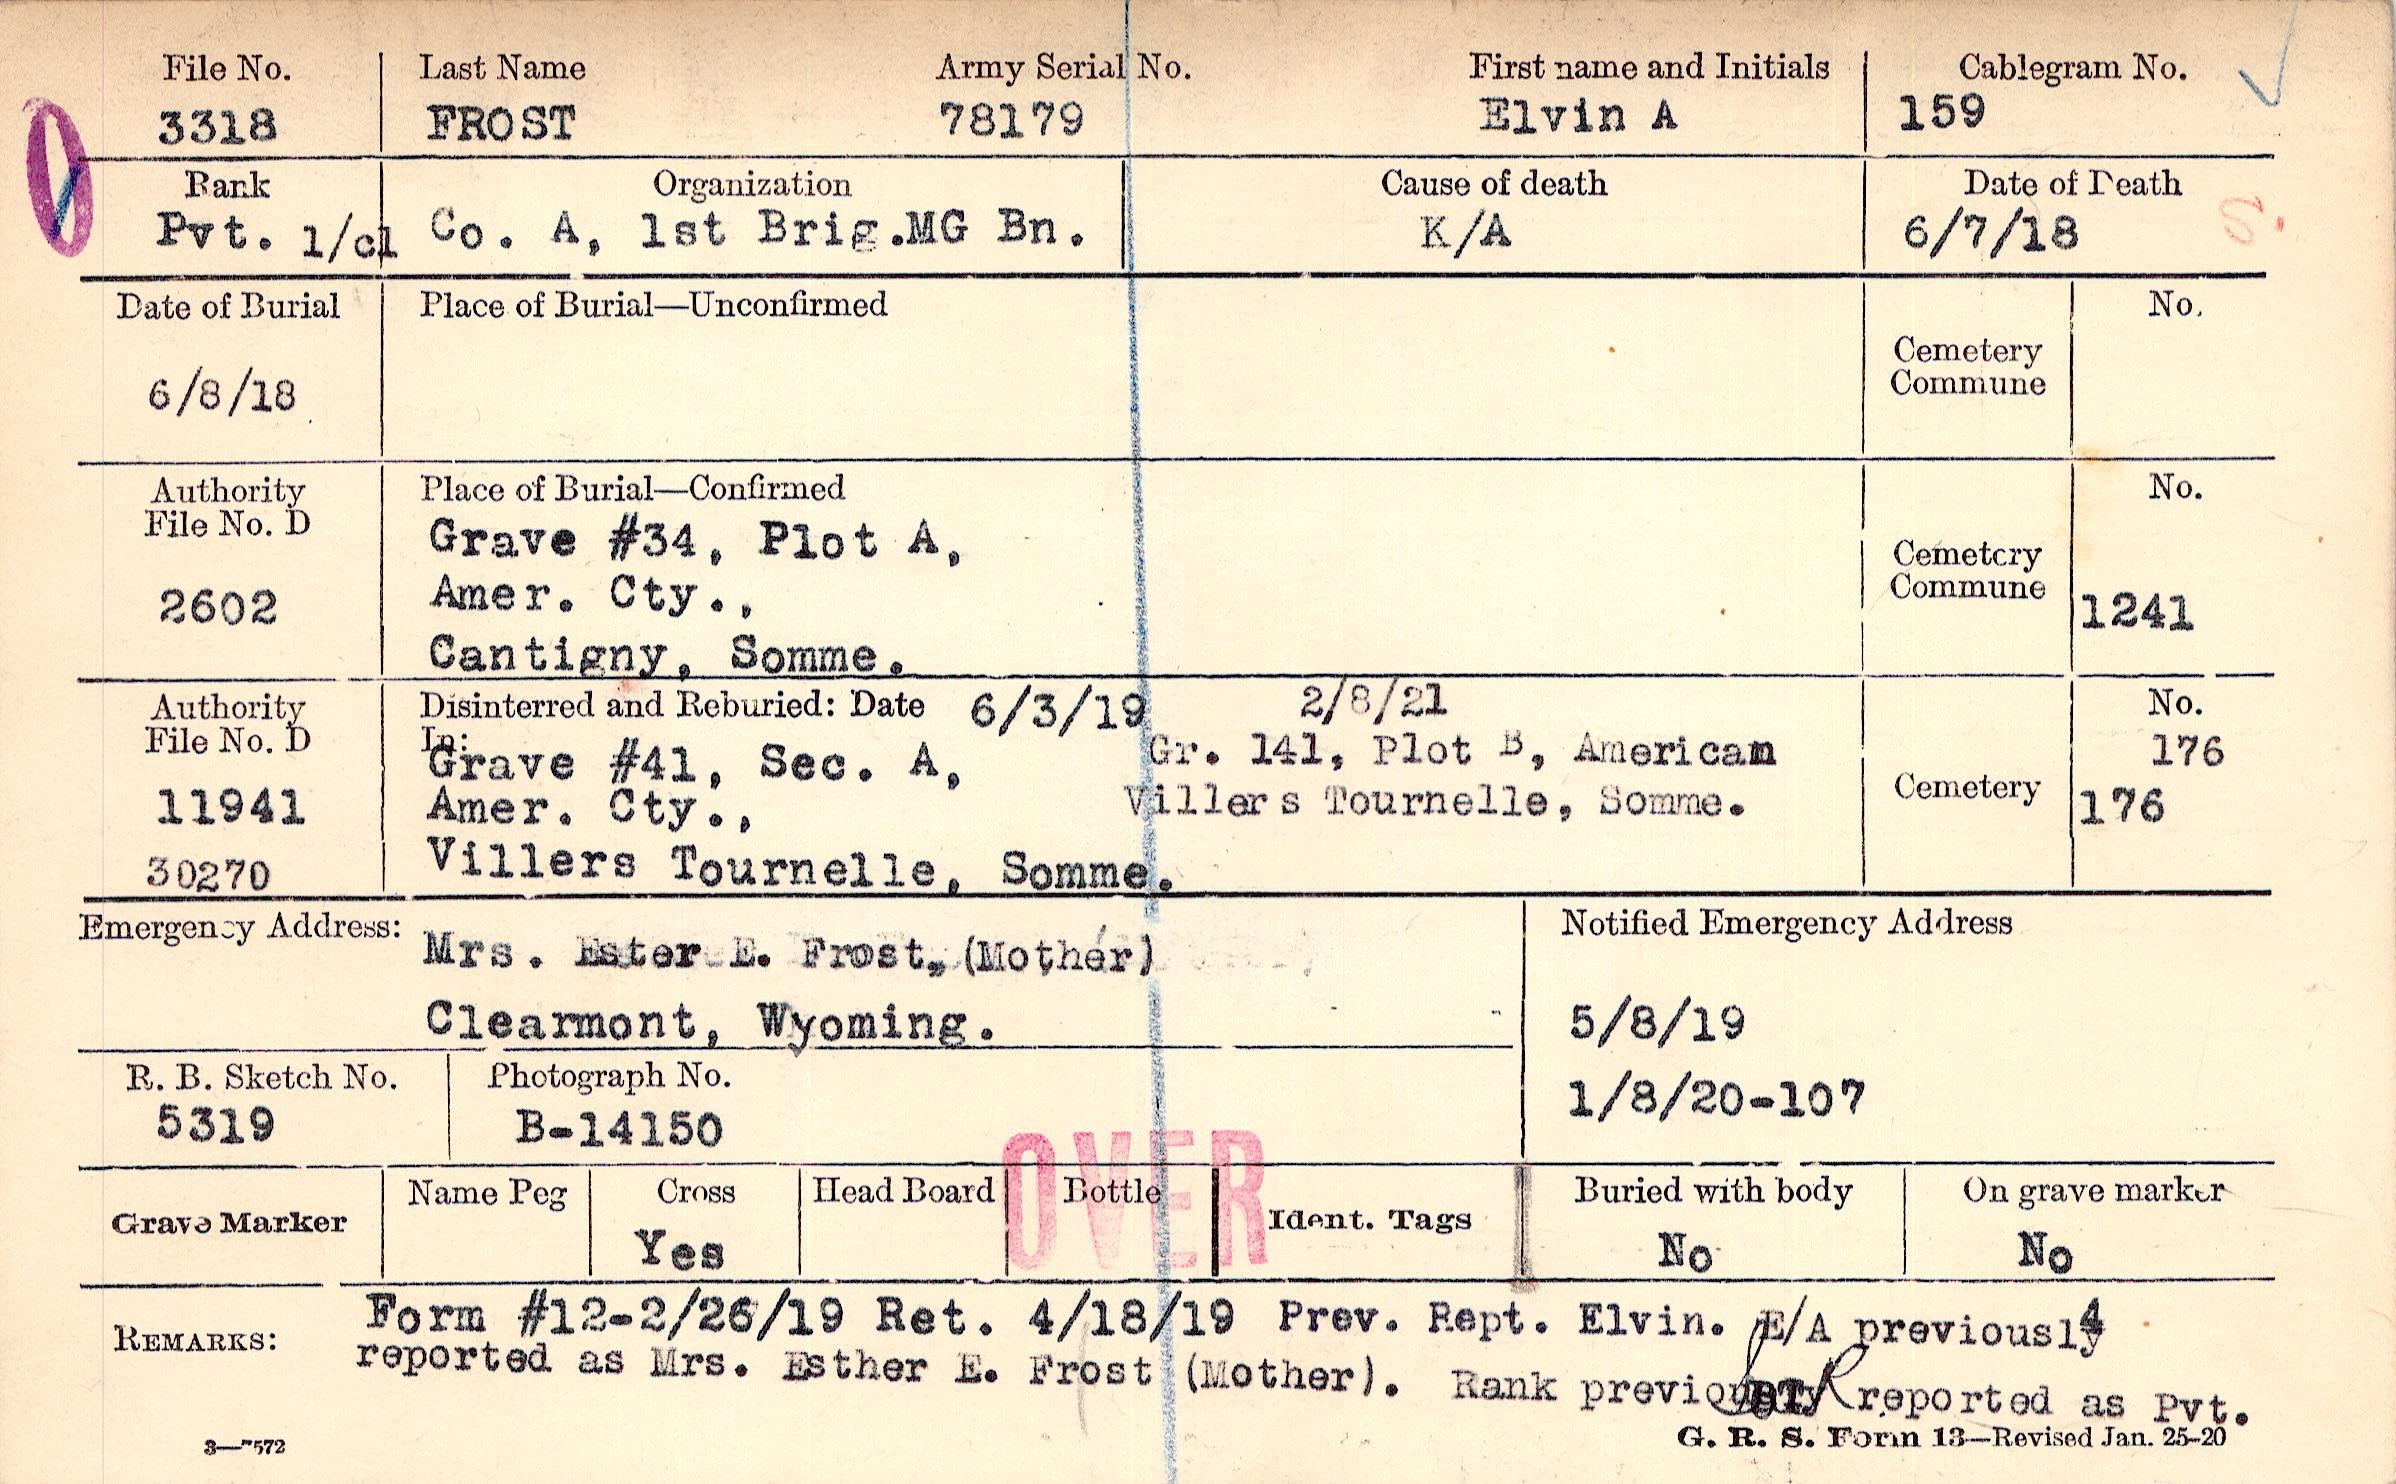 File No. Last Name Army Serial No. First name and Initials Cablegram No.
3318 FROST 78179 Elvin A 159
Rank Organization Cause of death Date of Death
Pvt. 1/cl Co. A, 1st Brig.MG Bn. K/A 6/7/18
S.
Date of Burial Place of Burial—Unconfirmed No.
Cemetery
Commune
6/8/18
Authority Place of Burial—Confirmed No.
File No. D
Grave #34, Plot A,
Cemetery
Commune
2602 Amer. Cty., 1241
Cantigny, Somme.
Authority Disinterred and Reburied: Date 6/3/19 2/8/21 No.
File No. D In:
Grave #41, Sec. A, Gr. 141, Plot B, American 176
11941 Amer. Cty., Villers Tournelle, Somme. Cemetery 176
30270 Villers Tournelle, Somme.
Emergency Address: Notified Emergency Address
Mrs. Ester E. Frost, (Mother)
Clearmont, Wyoming. 5/8/19
R. B. Sketch No. Photograph No.
1/8/20-107
5319 B-14150
OVER
Grave Marker Name Peg Cross Head Board Bottle Ident. Tags Buried with body On grave marker
Yes No No
REMARKS: Form #12-2/26/19 Ret. 4/18/19 Prev. Rept. Elvin. E/A previously
reported as Mrs. Esther E. Frost (Mother). Rank previously reported as Pvt.
3—7572 G. R. S. Form 13—Revised Jan. 25-20